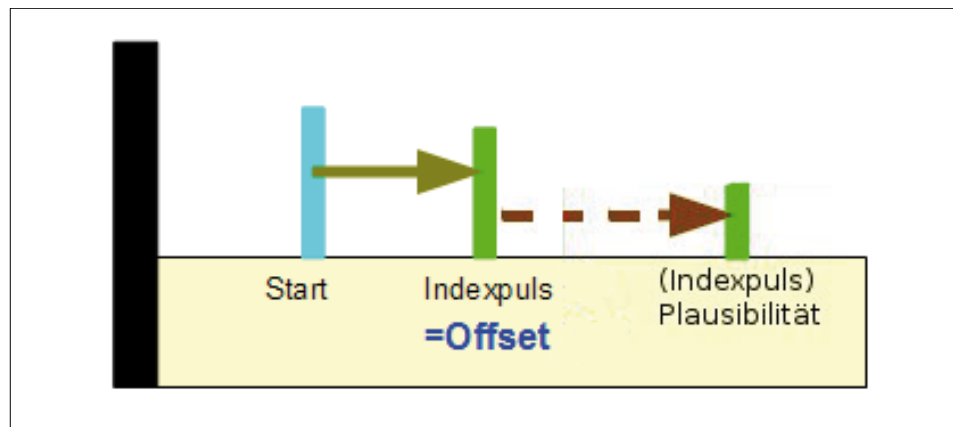 Start
Indexpuls
=Offset
(Indexpuls)
Plausibilität